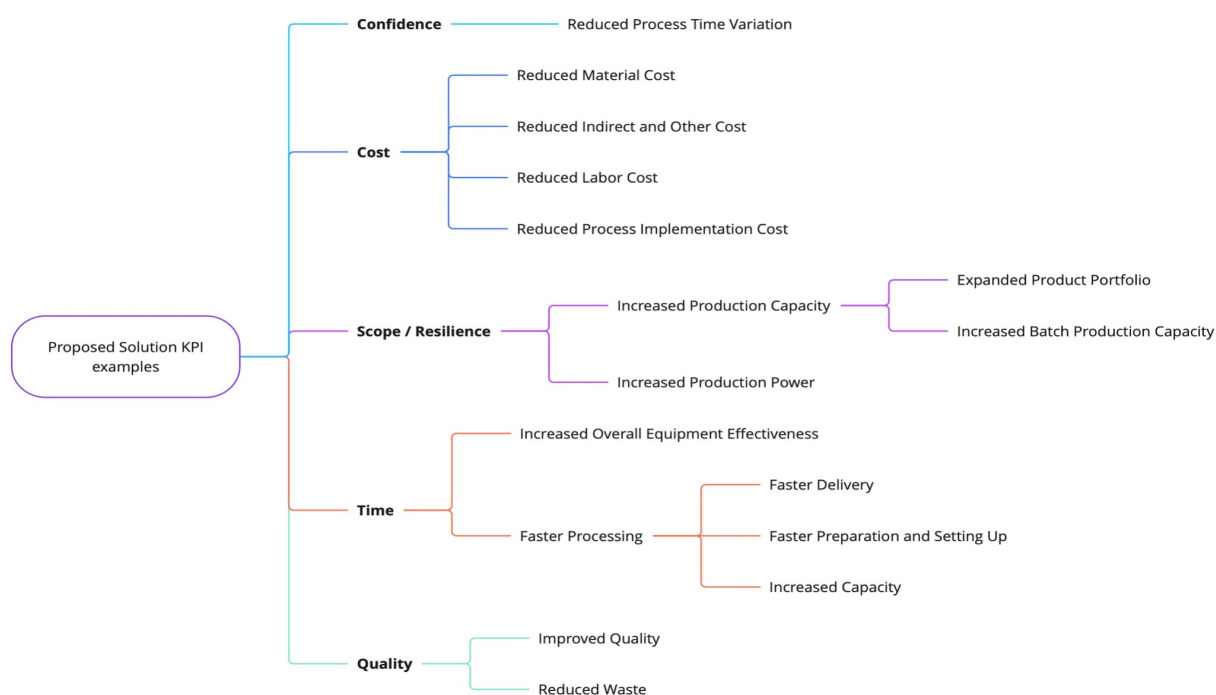 Proposed Solution KPI
examples
Confidence
Reduced Process Time Variation
Cost
Reduced Material Cost
Reduced Indirect and Other Cost
Reduced Labor Cost
Reduced Process Implementation Cost
Scope / Resilience
Increased Production Capacity
Expanded Product Portfolio
Increased Batch Production Capacity
Increased Production Power
Time
Increased Overall Equipment Effectiveness
Faster Processing
Faster Delivery
Faster Preparation and Setting Up
Increased Capacity
Quality
Improved Quality
Reduced Waste